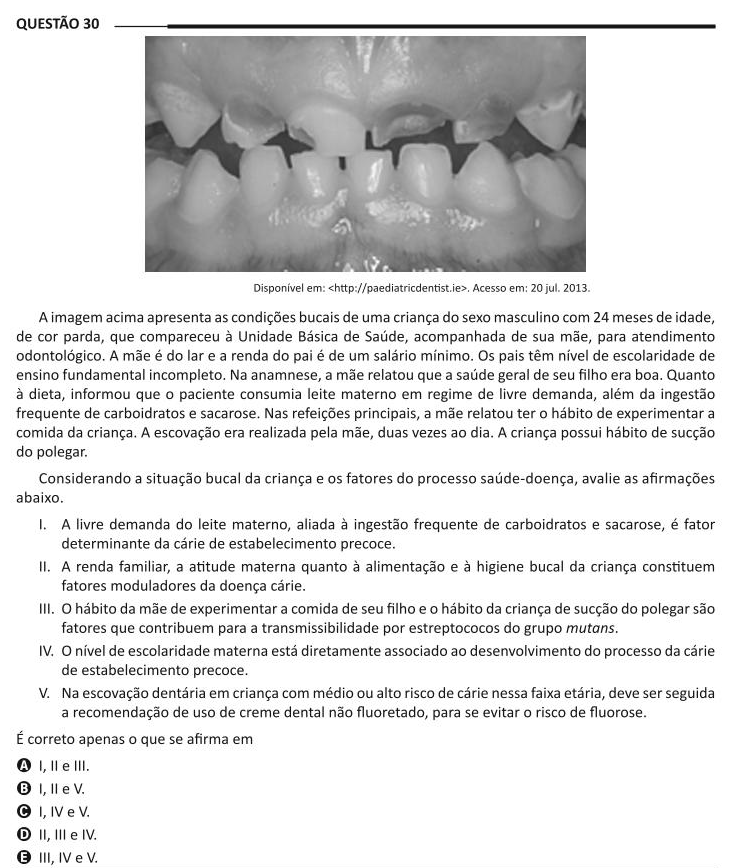 QUESTÃO 30
Disponível em: <http://paediatricdentist.ie>. Acesso em: 20 jul. 2013.
A imagem acima apresenta as condições bucais de uma criança do sexo masculino com 24 meses de idade,
de cor parda, que compareceu à Unidade Básica de Saúde, acompanhada de sua mãe, para atendimento
odontológico. A mãe é do lar e a renda do pai é de um salário mínimo. Os pais têm nível de escolaridade de
ensino fundamental incompleto. Na anamnese, a mãe relatou que a saúde geral de seu filho era boa. Quanto
à dieta, informou que o paciente consumia leite materno em regime de livre demanda, além da ingestão
frequente de carboidratos e sacarose. Nas refeições principais, a mãe relatou ter o hábito de experimentar a
comida da criança. A escovação era realizada pela mãe, duas vezes ao dia. A criança possui hábito de sucção
do polegar.
Considerando a situação bucal da criança e os fatores do processo saúde-doença, avalie as afirmações
abaixo.
I. A livre demanda do leite materno, aliada à ingestão frequente de carboidratos e sacarose, é fator
determinante da cárie de estabelecimento precoce.
II. A renda familiar, a atitude materna quanto à alimentação e à higiene bucal da criança constituem
fatores moduladores da doença cárie.
III. O hábito da mãe de experimentar a comida de seu filho e o hábito da criança de sucção do polegar são
fatores que contribuem para a transmissibilidade por estreptococos do grupo mutans.
IV. O nível de escolaridade materna está diretamente associado ao desenvolvimento do processo da cárie
de estabelecimento precoce.
V. Na escovação dentária em criança com médio ou alto risco de cárie nessa faixa etária, deve ser seguida
a recomendação de uso de creme dental não fluoretado, para se evitar o risco de fluorose.
É correto apenas o que se afirma em
A I, II e III.
B I, II e V.
C I, IV e V.
D II, III e IV.
E III, IV e V.